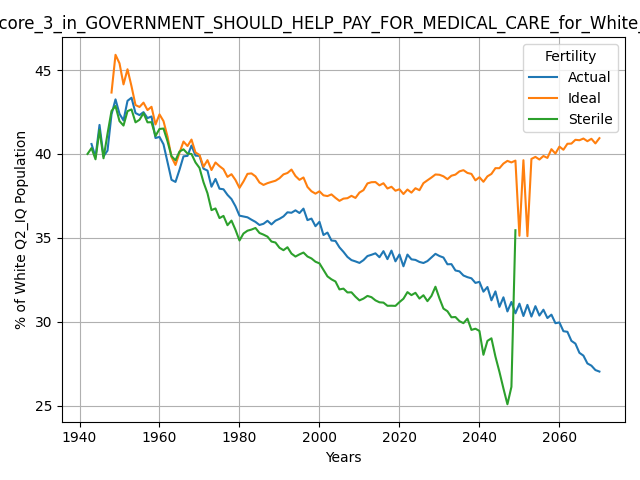 core_3_in_GOVERNMENT_SHOULD_HELP_PAY_FOR_MEDICAL_CARE_for_White_
Fertility
Actual
Ideal
Sterile
% of White Q2_IQ Population
45
40
35
30
25
1940
1960
1980
2000
2020
2040
2060
Years